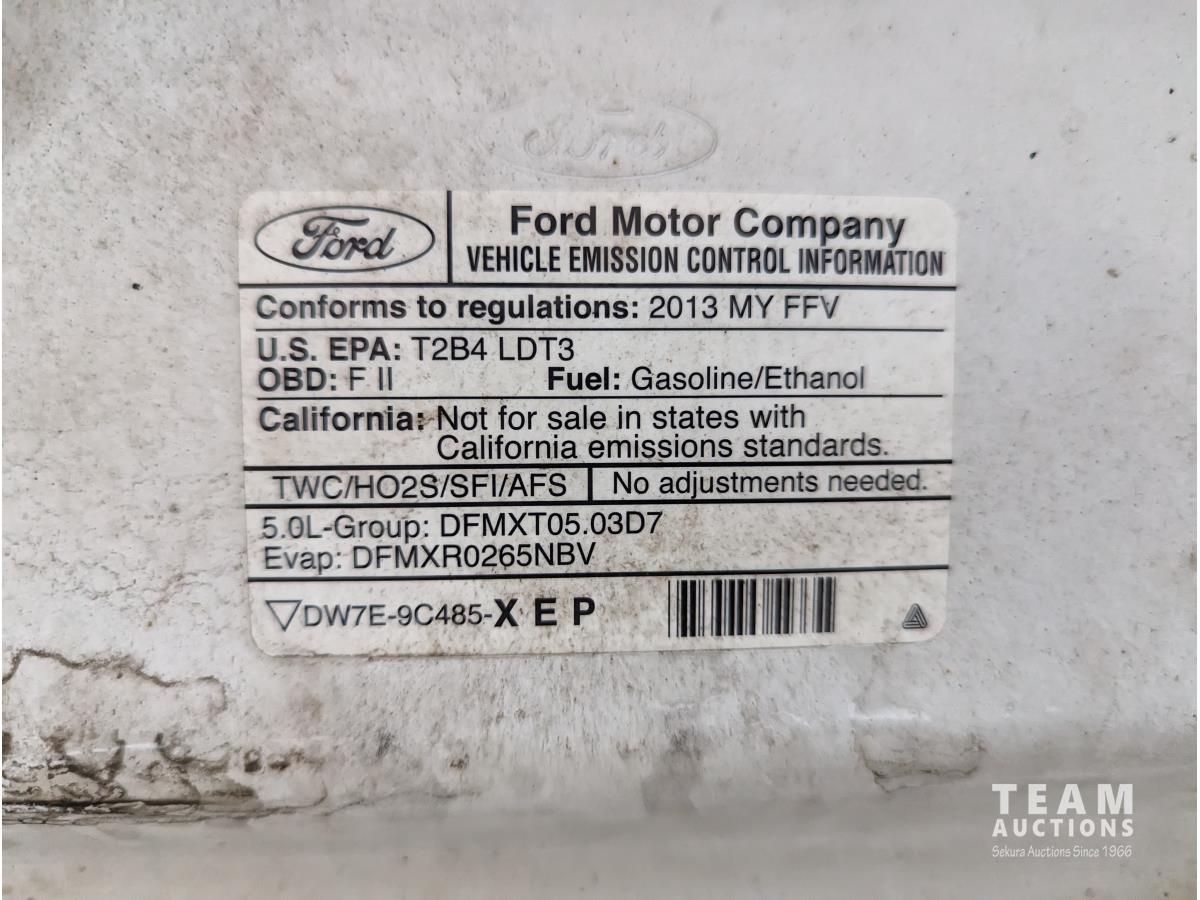 Ford
Ford
Ford Motor Company
VEHICLE EMISSION CONTROL INFORMATION
Conforms to regulations: 2013 MY FFV
U.S. EPA: T2B4 LDT3
OBD: F II Fuel: Gasoline/Ethanol
California: Not for sale in states with
California emissions standards.
TWC/HO2S/SFI/AFS No adjustments needed.
5.0L-Group: DFMXT05.03D7
Evap: DFMXR0265NBV
DW7E-9C485-X E P
TEAM
AUCTIONS
Sekura Auctions Since 1966